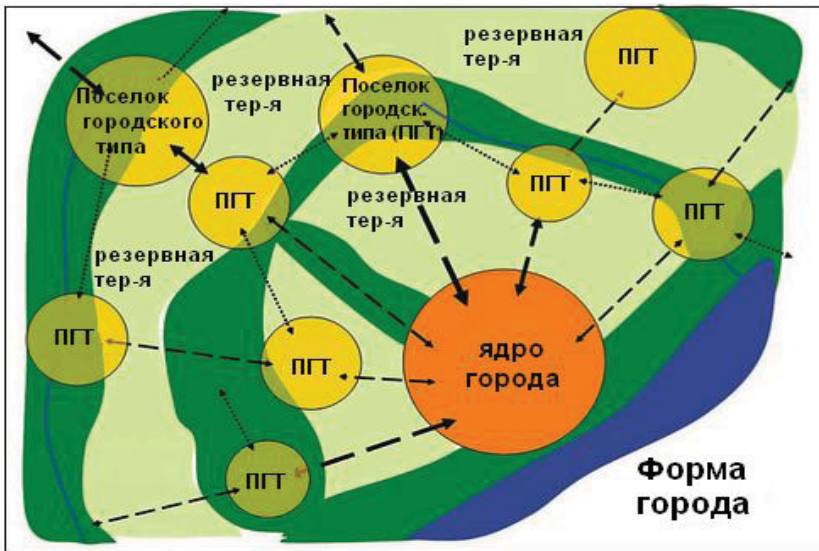 Поселок
городского
типа
резервная
тер-я
Поселок
городск.
типа (ПГТ)
резервная
тер-я
ПГТ
ПГТ
резервная
тер-я
ПГТ
ПГТ
резервная
тер-я
ПГТ
ПГТ
ядро
города
ПГТ
Форма
города